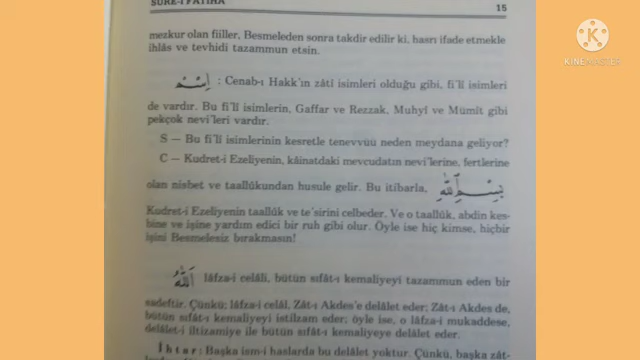 SÛRE-İ FÂTİHA 15
mezkur olan fiiller, Besmeleden sonra takdir edilir ki, hasrı ifade etmekle
ihlâs ve tevhidi tazammun etsin.
اِسْمِ : Cenab-ı Hakk'ın zâtî isimleri olduğu gibi, fi'lî isimleri
de vardır. Bu fi'lî isimlerin, Gaffar ve Rezzak, Muhyî ve Mümît gibi
pekçok nevi'leri vardır.
S — Bu fi'lî isimlerinin kesretle tenevvüü neden meydana geliyor?
C — Kudret-i Ezeliyenin, kâinatdaki mevcudatın nevi'lerine, fertlerine
olan nisbet ve taallûkundan husule gelir. Bu itibarla, بِسْمِ اللّٰهِ
Kudret-i Ezeliyenin taallûk ve te'sirini celbeder. Ve o taallûk, abdin kes-
bine ve işine yardım edici bir ruh gibi olur. Öyle ise hiç kimse, hiçbir
işini Besmelesiz bırakmasın!
اَللّٰهُ lâfza-i celâli, bütün sıfât-ı kemaliyeyi tazammun eden bir
sadeftir. Çünkü; lâfza-i celâl, Zât-ı Akdes'e delâlet eder; Zât-ı Akdes de,
bütün sıfât-ı kemaliyeyi istilzam eder; öyle ise, o lâfza-i mukaddese,
delâlet-i iltizamiye ile bütün sıfât-ı kemaliyeye delâlet eder.
İhtar: Başka ism-i haslarda bu delâlet yoktur. Çünkü, başka zât-
KINEMASTER